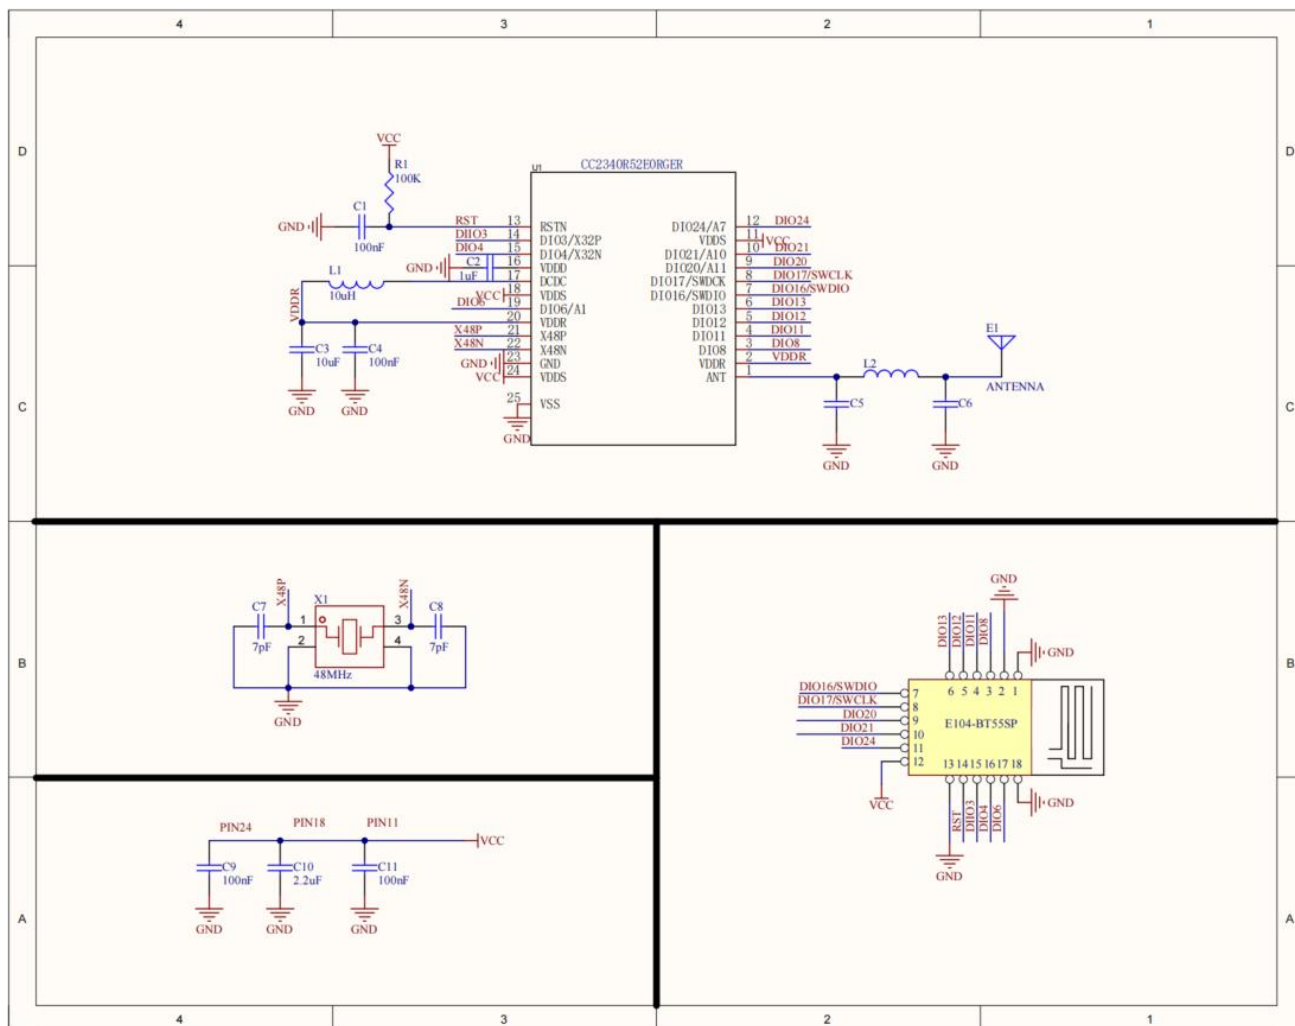 4 3 2 1
D
D
VCC
R1
100K
C1
GND
100nF
U1
CC2340R52E0RGER
RST 13 RSTN
DIIO3 14 DIO3/X32P
DIO4 15 DIO4/X32N
16 VDDD
17 DCDC
18 VDDS
19 DIO6/A1
20 VDDR
X48P 21 X48P
X48N 22 X48N
23 GND
24 VDDS
25 VSS
GND
GND
C2
1uF
VCC
DIO6
GND
VCC
L1
10uH
VDDR
C3
10uF
C4
100nF
GND
GND
DIO24/A7 12 DIO24
VDDS 11 VCC
DIO21/A10 10 DIO21
DIO20/A11 9 DIO20
DIO17/SWDCK 8 DIO17/SWCLK
DIO16/SWDIO 7 DIO16/SWDIO
DIO13 6 DIO13
DIO12 5 DIO12
DIO11 4 DIO11
DIO8 3 DIO8
VDDR 2 VDDR
ANT 1
L2
C5
C6
GND
GND
E1
ANTENNA
C
C
X48P
X48N
C7
7pF
X1
1
2
3
4
48MHz
C8
7pF
GND
B
B
GND
GND
DIO13
DIO12
DIO11
DIO8
6 5 4 3 2 1
DIO16/SWDIO 7
DIO17/SWCLK 8
DIO20 9
DIO21 10
DIO24 11
12
VCC
E104-BT55SP
13 14 15 16 17 18
RST
DIIO3
DIO4
DIO6
GND
GND
PIN24 PIN18 PIN11
VCC
C9
100nF
C10
2.2uF
C11
100nF
GND
GND
GND
A
A
4 3 2 1